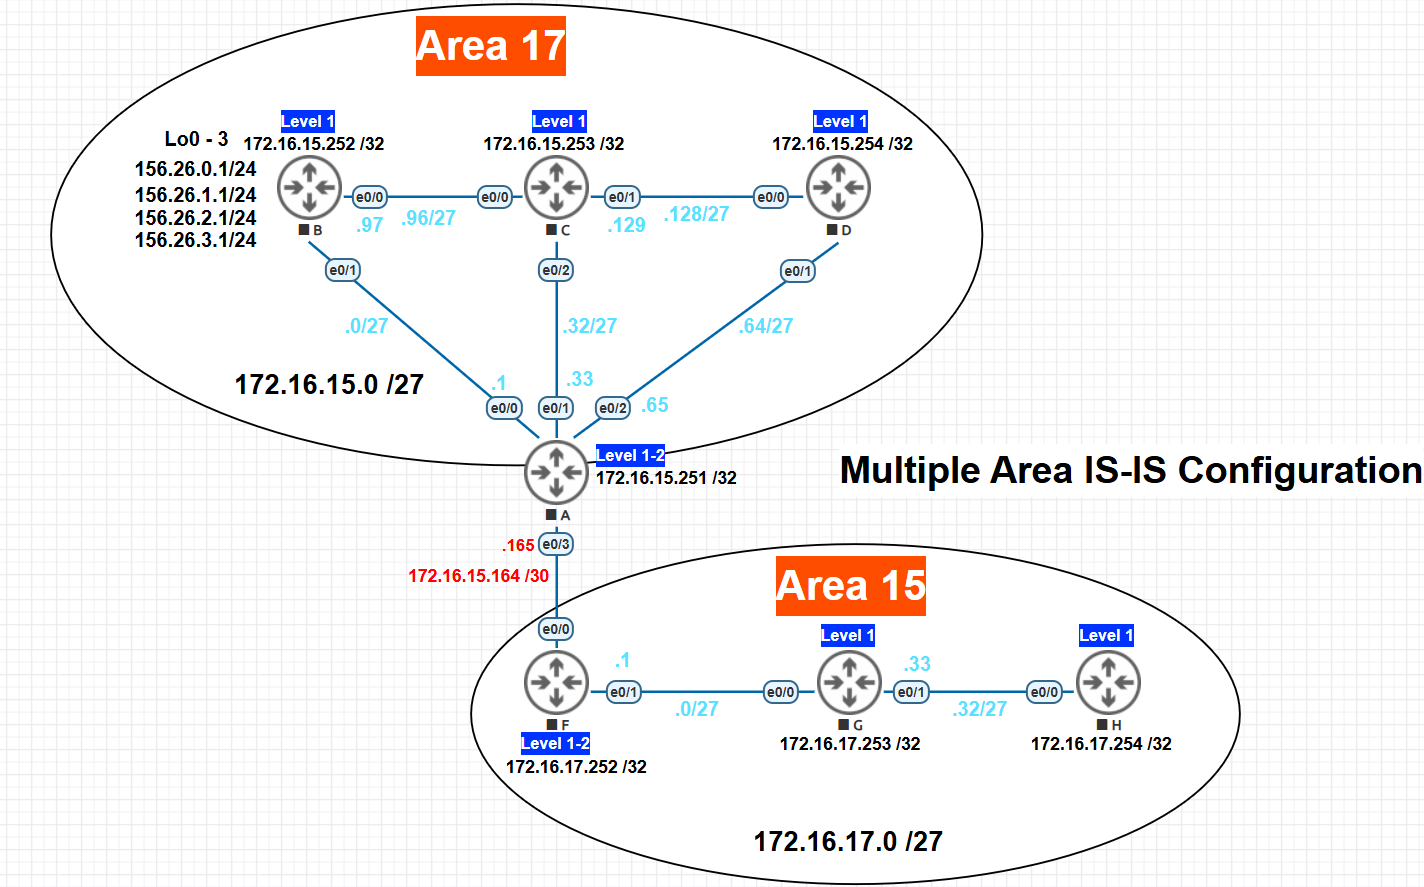 Area 17
Level 1
Level 1
Level 1
Lo0 - 3
172.16.15.252 /32
172.16.15.253 /32
172.16.15.254 /32
156.26.0.1/24
156.26.1.1/24
156.26.2.1/24
156.26.3.1/24
e0/0
e0/0
e0/1
e0/0
.97
.96/27
.129
.128/27
B
C
D
e0/1
e0/2
e0/1
.0/27
.32/27
.64/27
172.16.15.0 /27
.1
.33
.65
e0/0
e0/1
e0/2
Level 1-2
172.16.15.251 /32
Multiple Area IS-IS Configuration
A
.165
e0/3
172.16.15.164 /30
Area 15
e0/0
Level 1
Level 1
.1
.33
e0/1
e0/0
e0/1
e0/0
.0/27
.32/27
F
G
H
Level 1-2
172.16.17.253 /32
172.16.17.254 /32
172.16.17.252 /32
172.16.17.0 /27